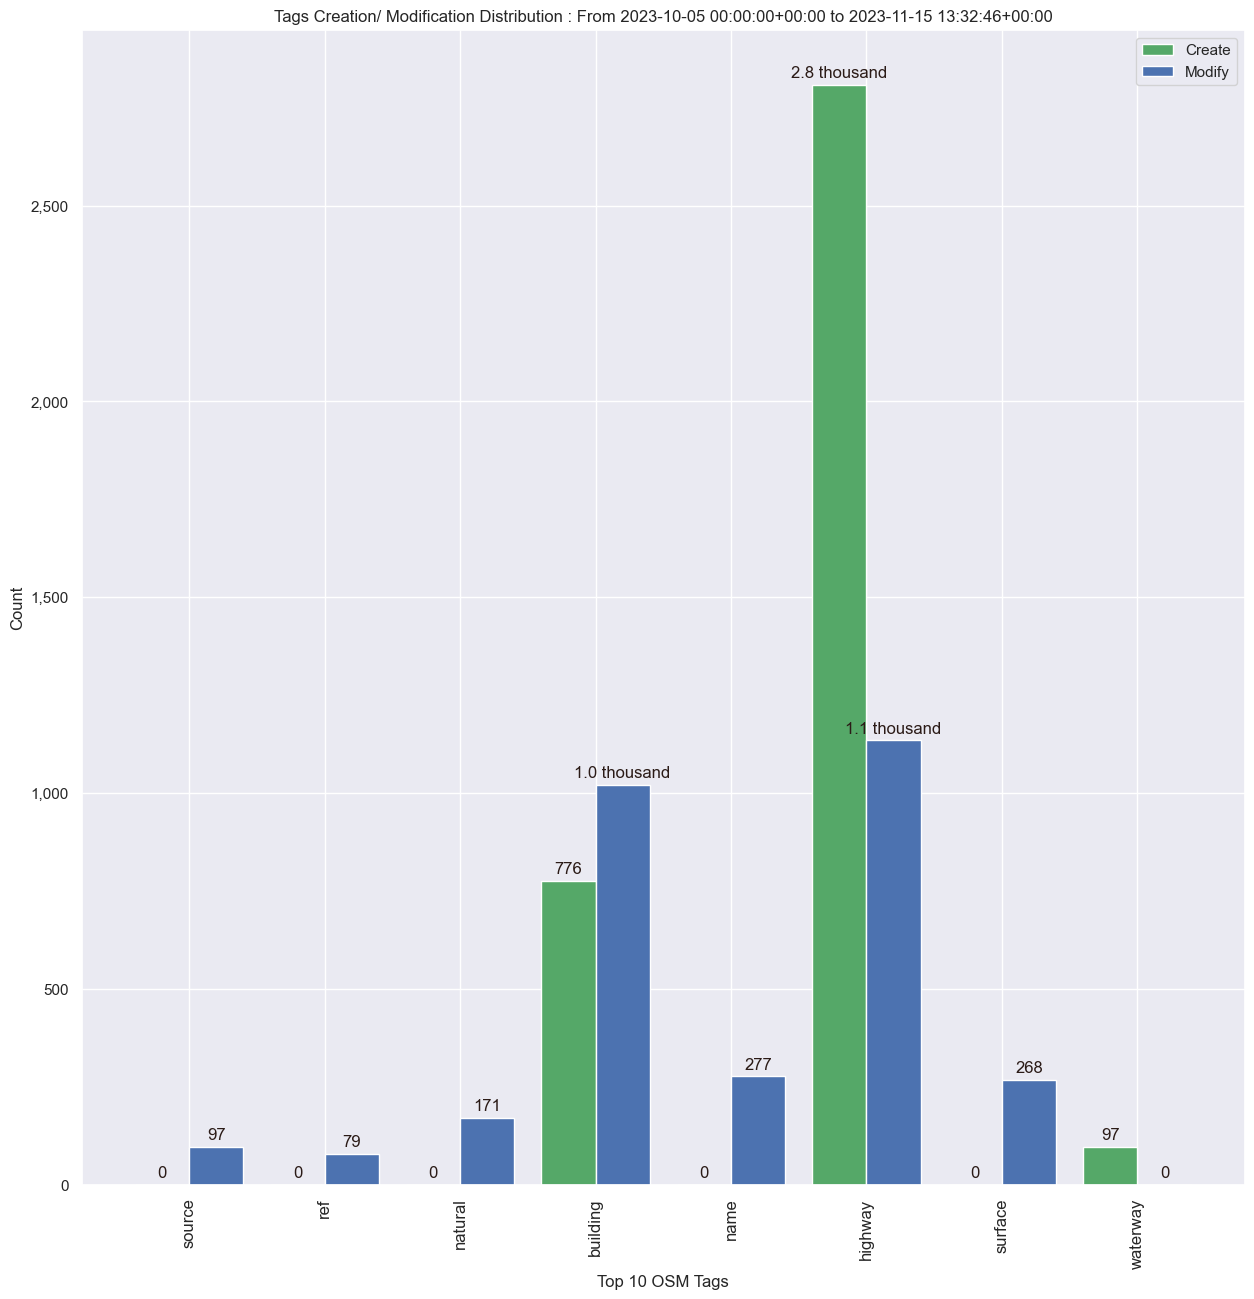 Tags Creation/ Modification Distribution : From 2023-10-05 00:00:00+00:00 to 2023-11-15 13:32:46+00:00
Create
Modify
2.8 thousand
2,500
2,000
1,500
Count
1.1 thousand
1.0 thousand
1,000
776
500
277
268
171
97
97
79
0
0
0
0
0
0
0
source
ref
natural
building
name
highway
surface
waterway
Top 10 OSM Tags